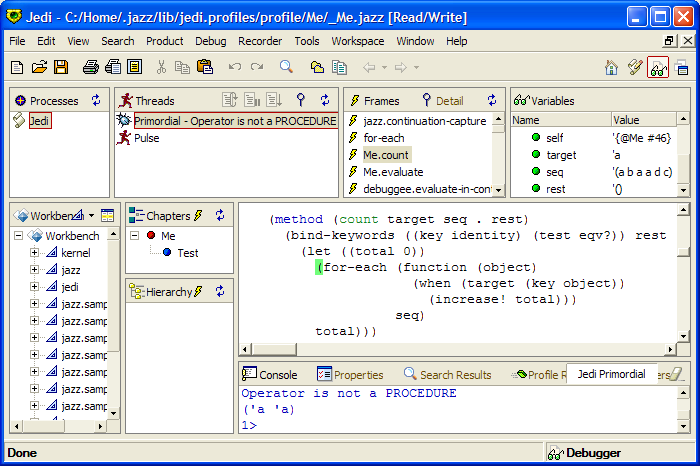 Jedi - C:/Home/.jazz/lib/jedi.profiles/profile/Me/_Me.jazz [Read/Write]
File Edit Search Product Debug Recorder Tools Workspace Window Help
Processes
Jedi
Threads
Primordial - Operator is not a PROCEDURE
Pulse
Frames Detail
jazz.continuation-capture
for-each
Me.count
Me.evaluate
debuggee.evaluate-in-cont
Variables
Name Value
self '{@Me #46}
target 'a
seq '(a b a a d c)
rest '()
Workbench
Workbench
kernel
jazz
jedi
jazz.samp
jazz.samp
jazz.samp
jazz.samp
jazz.samp
jazz.samp
Chapters
Me
Test
Hierarchy
(method (count target seq . rest)
(bind-keywords ((key identity) (test eqv?)) rest
(let ((total 0))
(for-each (function (object)
(when (target (key object))
(increase! total)))
seq)
total)))
Console Properties Search Results Profile R Jedi Primordial ers
Operator is not a PROCEDURE
('a 'a)
1>
Done
Debugger